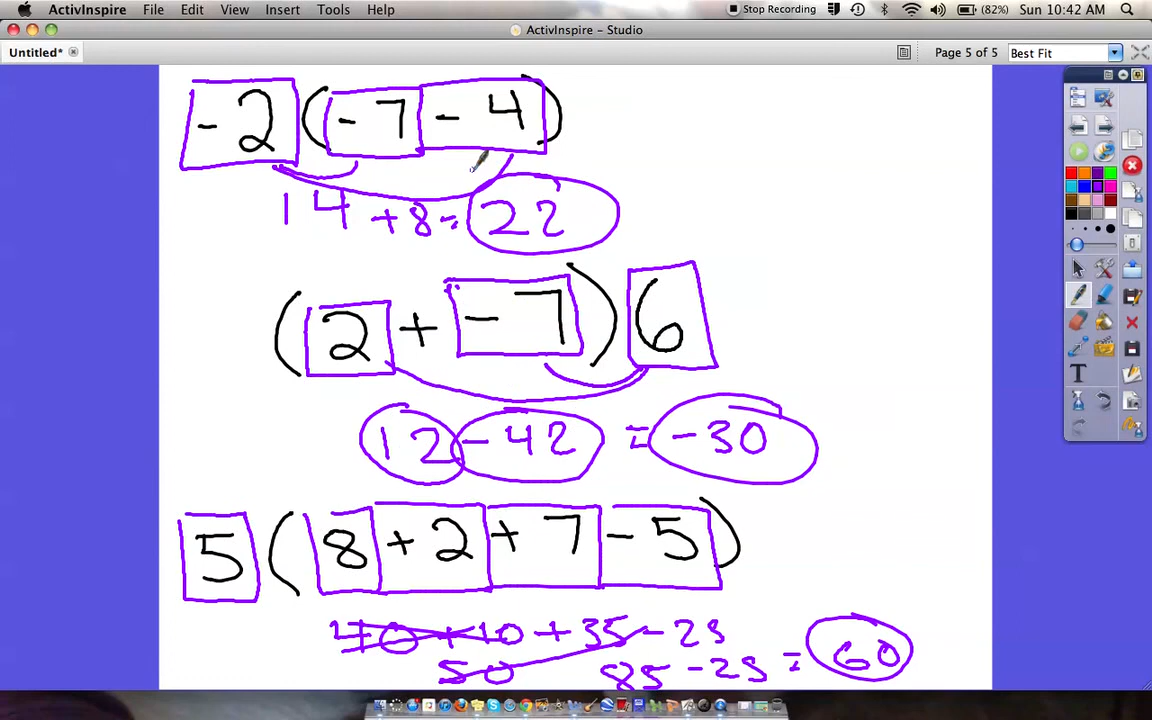 ActivInspire File Edit View Insert Tools Help Stop Recording (82%) Sun 10:42 AM
ActivInspire - Studio
Untitled* Page 5 of 5 Best Fit
-2(-7-4)
14+8=22
(2+-7)6
12-42=-30
5(8+2+7-5)
40+10+35-25
50 85-25=60
T